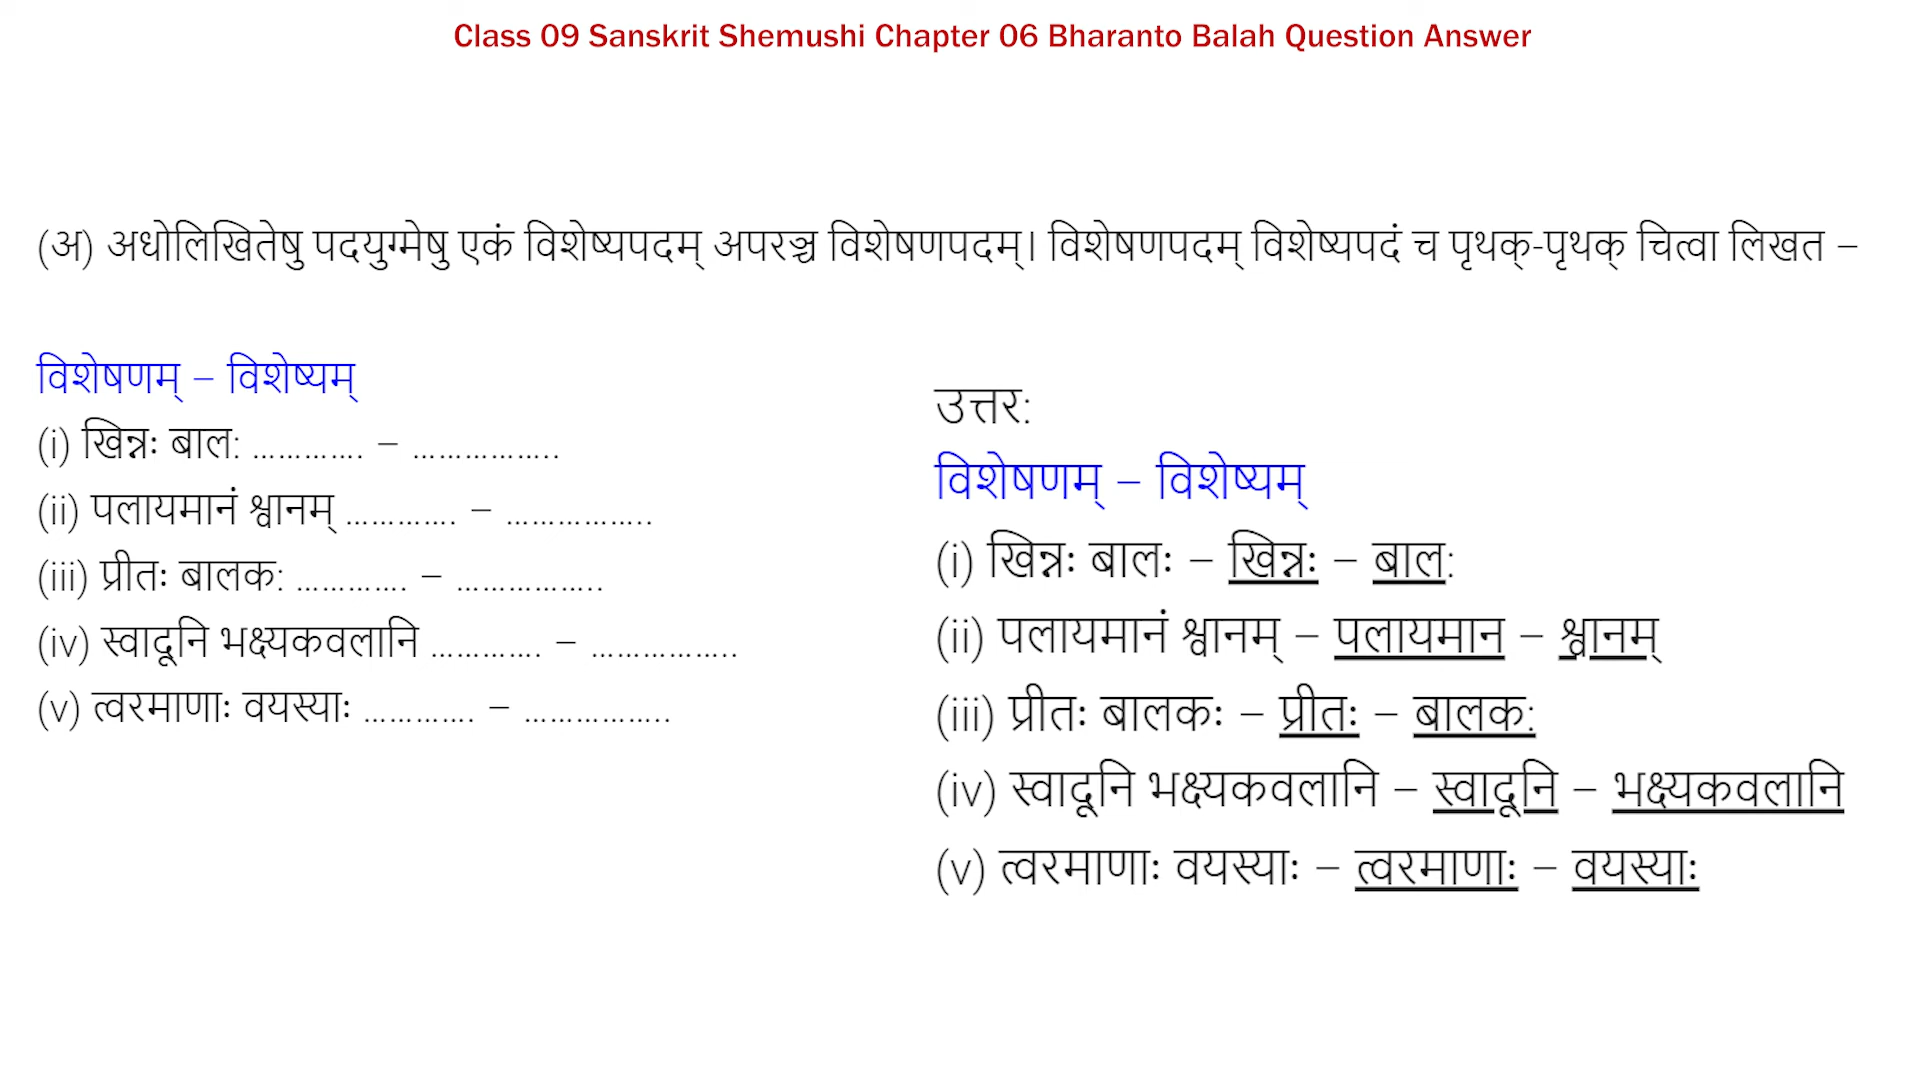 Class 09 Sanskrit Shemushi Chapter 06 Bharanto Balah Question Answer
(अ) अधोलिखितेषु पदयुग्मेषु एकं विशेष्यपदम् अपरञ्च विशेषणपदम्। विशेषणपदम् विशेष्यपदं च पृथक्-पृथक् चित्वा लिखत –
विशेषणम् – विशेष्यम्
(i) खिन्नः बाल: …………. – ……………..
(ii) पलायमानं श्वानम् …………. – ……………..
(iii) प्रीतः बालक: …………. – ……………..
(iv) स्वादूनि भक्ष्यकवलानि …………. – ……………..
(v) त्वरमाणाः वयस्याः …………. – ……………..
उत्तर:
विशेषणम् – विशेष्यम्
(i) खिन्नः बालः – खिन्नः – बाल:
(ii) पलायमानं श्वानम् – पलायमान – श्वानम्
(iii) प्रीतः बालकः – प्रीतः – बालक:
(iv) स्वादूनि भक्ष्यकवलानि – स्वादूनि – भक्ष्यकवलानि
(v) त्वरमाणाः वयस्याः – त्वरमाणाः – वयस्याः